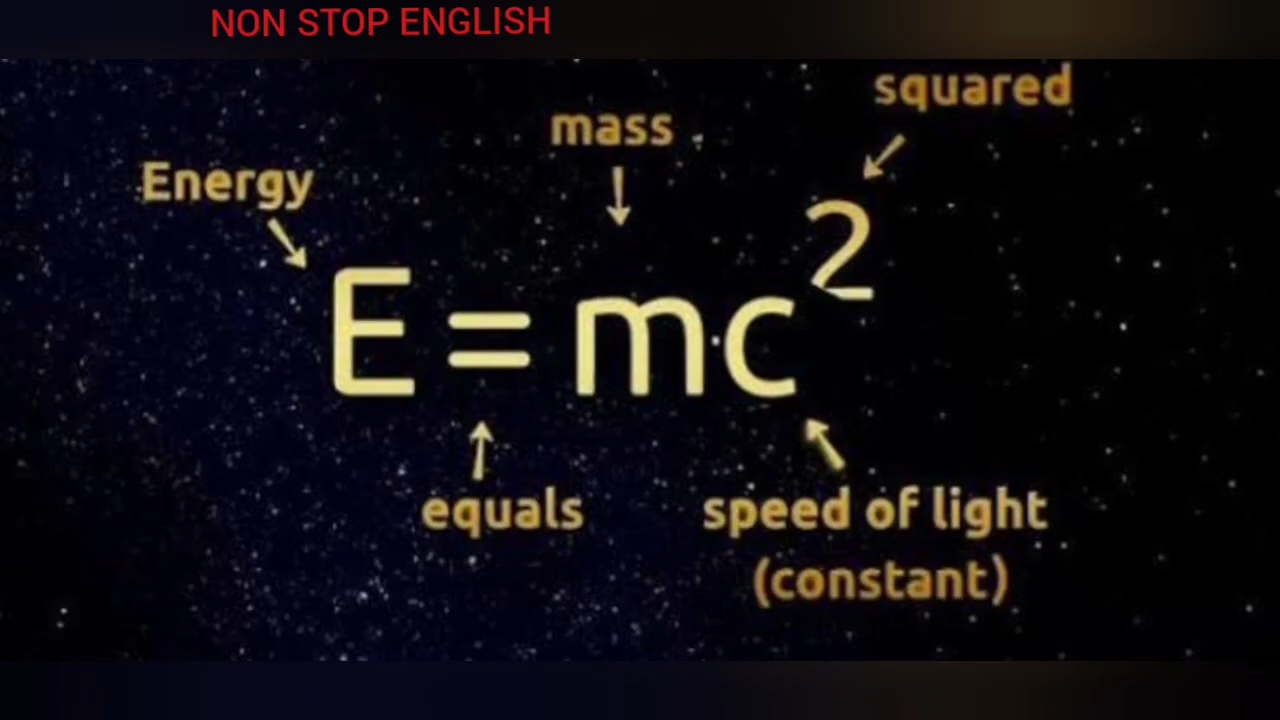 NON STOP ENGLISH
squared
mass
Energy
E = mc²
equals
speed of light
(constant)